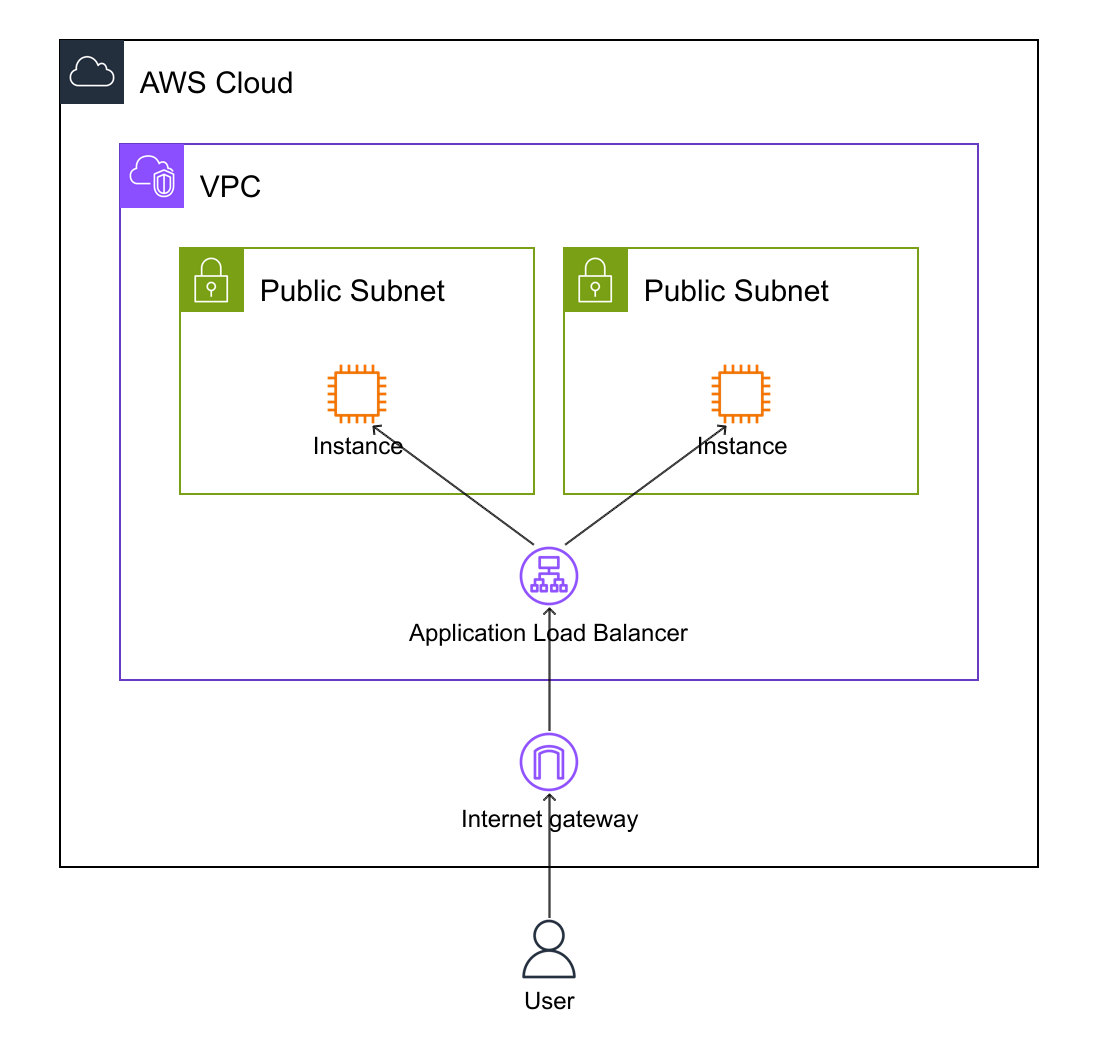 AWS Cloud
VPC
Public Subnet
Public Subnet
Instance
Instance
Application Load Balancer
Internet gateway
User